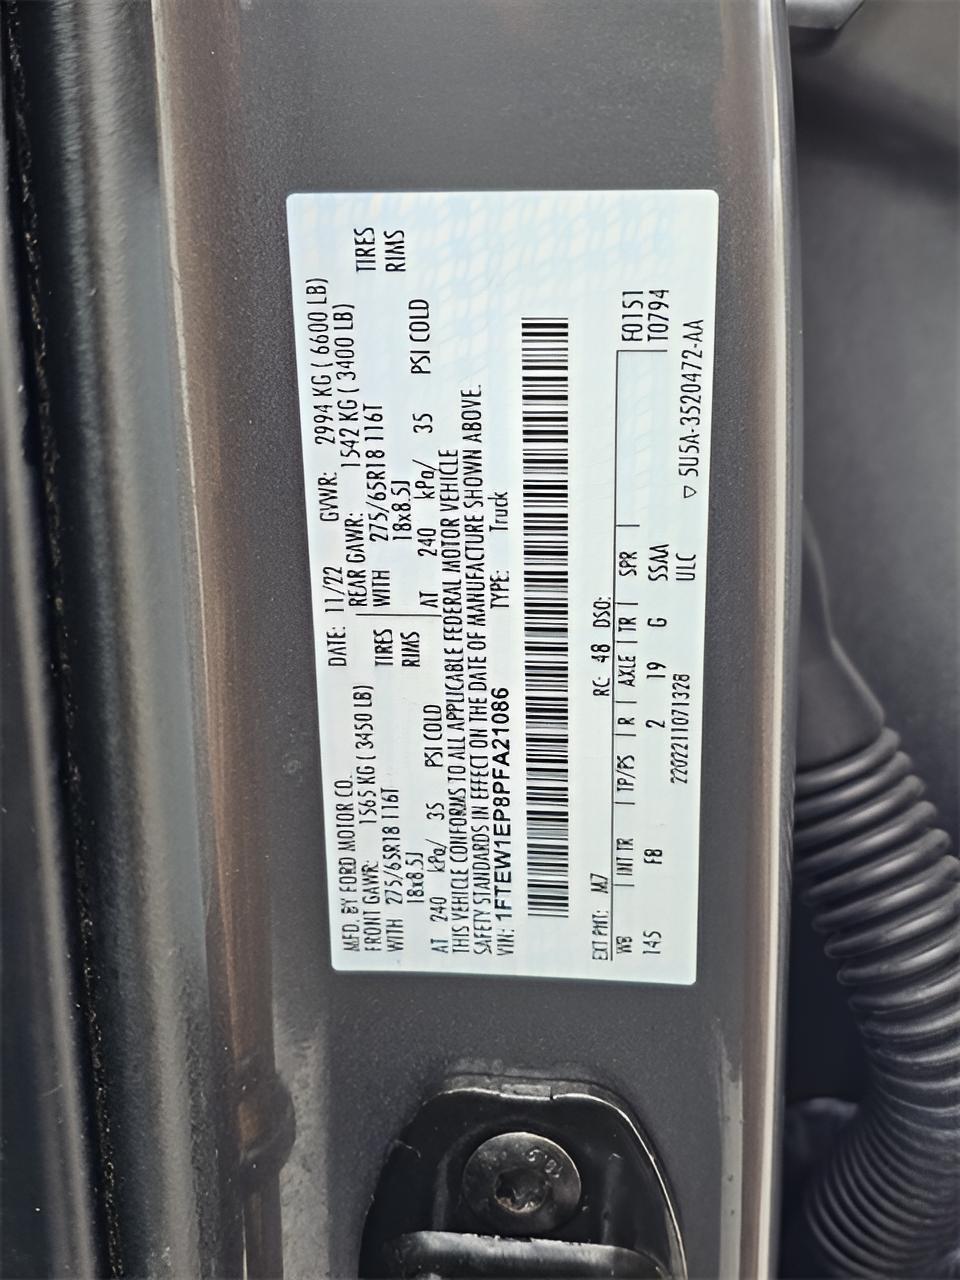 MFD. BY FORD MOTOR CO. DATE: 11/22 GVWR: 2994 KG ( 6600 LB)
FRONT GAWR: 1565 KG ( 3450 LB) REAR GAWR: 1542 KG ( 3400 LB)
WITH 275/65R18 116T TIRES WITH 275/65R18 116T TIRES
18x8.5J RIMS 18x8.5J RIMS
AT 240 kPa/ 35 PSI COLD AT 240 kPa/ 35 PSI COLD
THIS VEHICLE CONFORMS TO ALL APPLICABLE FEDERAL MOTOR VEHICLE
SAFETY STANDARDS IN EFFECT ON THE DATE OF MANUFACTURE SHOWN ABOVE.
VIN: 1FTEW1EP8PFA21086 TYPE: Truck
EXT PNT: M7 RC: 48 DSO:
WB | INT TR | TP/PS | R | AXLE | TR | SPR | F0151
145 F8 2 19 G SSAA T0794
2202211071328 ULC
▽ 5U5A-3520472-AA